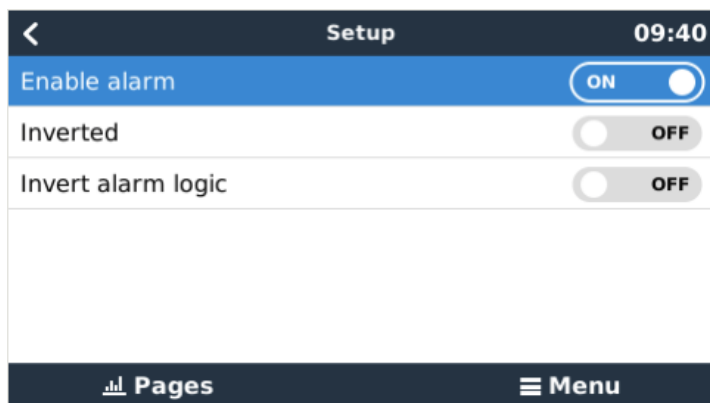 Setup 09:40
Enable alarm ON
Inverted OFF
Invert alarm logic OFF
Pages Menu